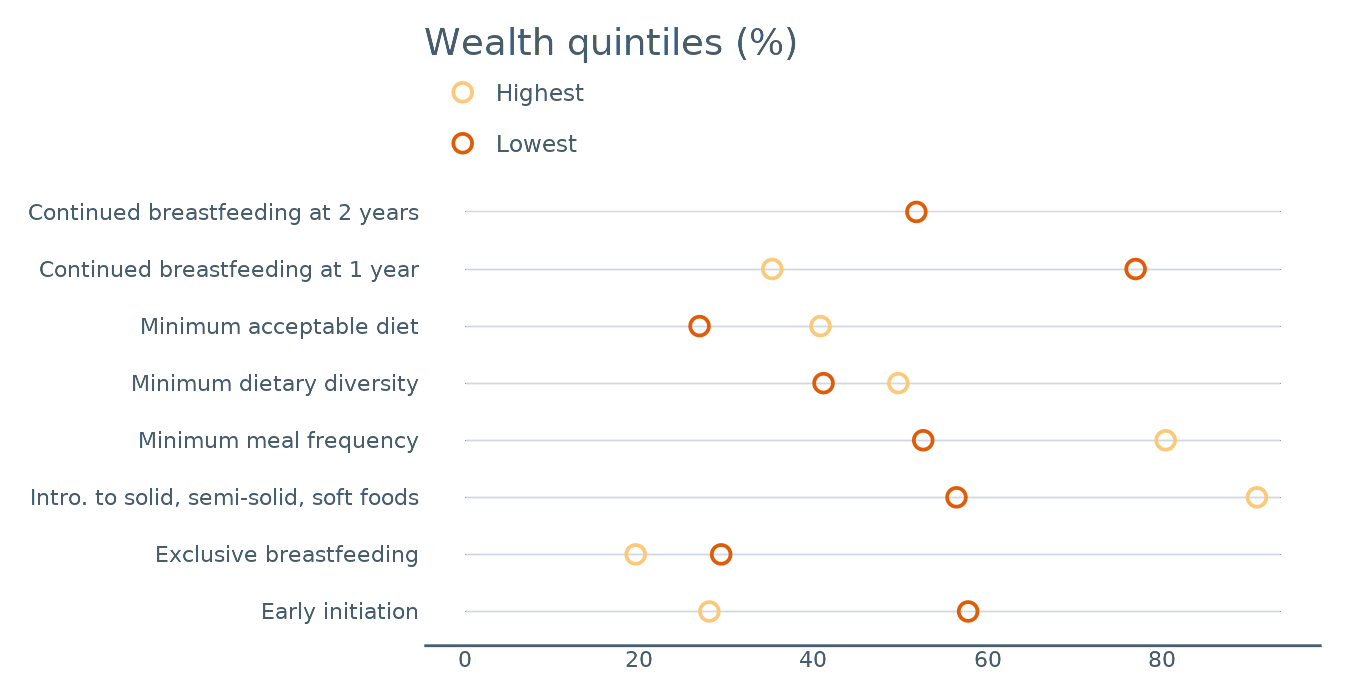 Wealth quintiles (%)
Highest
Lowest
Continued breastfeeding at 2 years
Continued breastfeeding at 1 year
Minimum acceptable diet
Minimum dietary diversity
Minimum meal frequency
Intro. to solid, semi-solid, soft foods
Exclusive breastfeeding
Early initiation
0 20 40 60 80